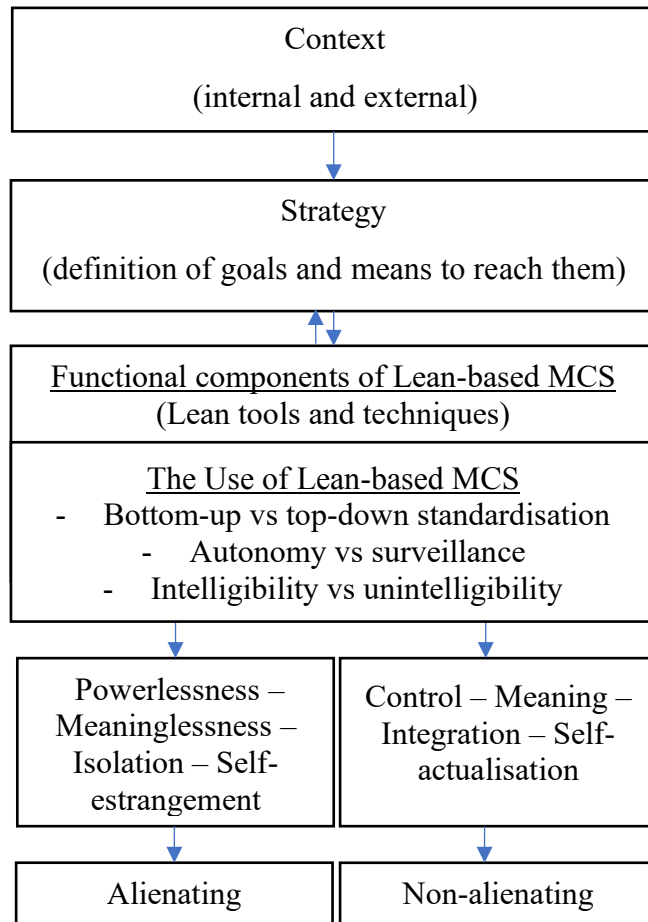 Context
(internal and external)
Strategy
(definition of goals and means to reach them)
Functional components of Lean-based MCS
(Lean tools and techniques)
The Use of Lean-based MCS
- Bottom-up vs top-down standardisation
- Autonomy vs surveillance
- Intelligibility vs unintelligibility
Powerlessness –
Meaninglessness –
Isolation – Self-
estrangement
Control – Meaning –
Integration – Self-
actualisation
Alienating
Non-alienating